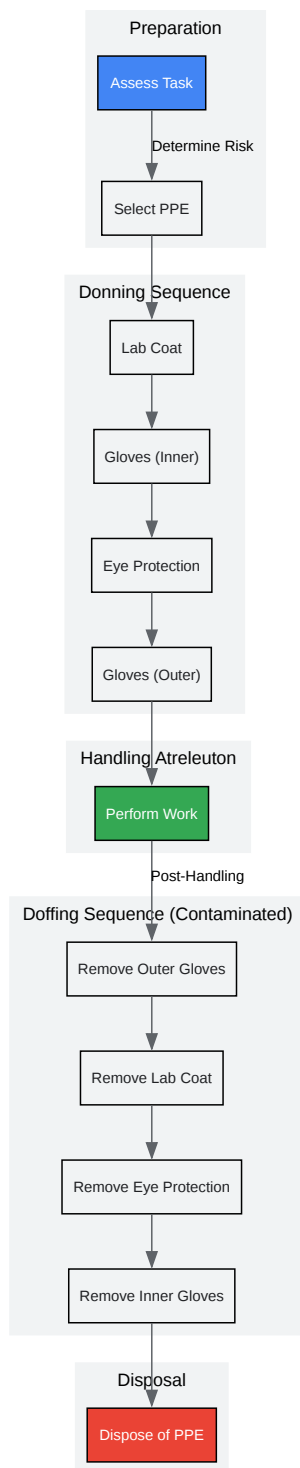 Preparation
Assess Task
Determine Risk
Select PPE
Donning Sequence
Lab Coat
Gloves (Inner)
Eye Protection
Gloves (Outer)
Handling Atreleuton
Perform Work
Post-Handling
Doffing Sequence (Contaminated)
Remove Outer Gloves
Remove Lab Coat
Remove Eye Protection
Remove Inner Gloves
Disposal
Dispose of PPE